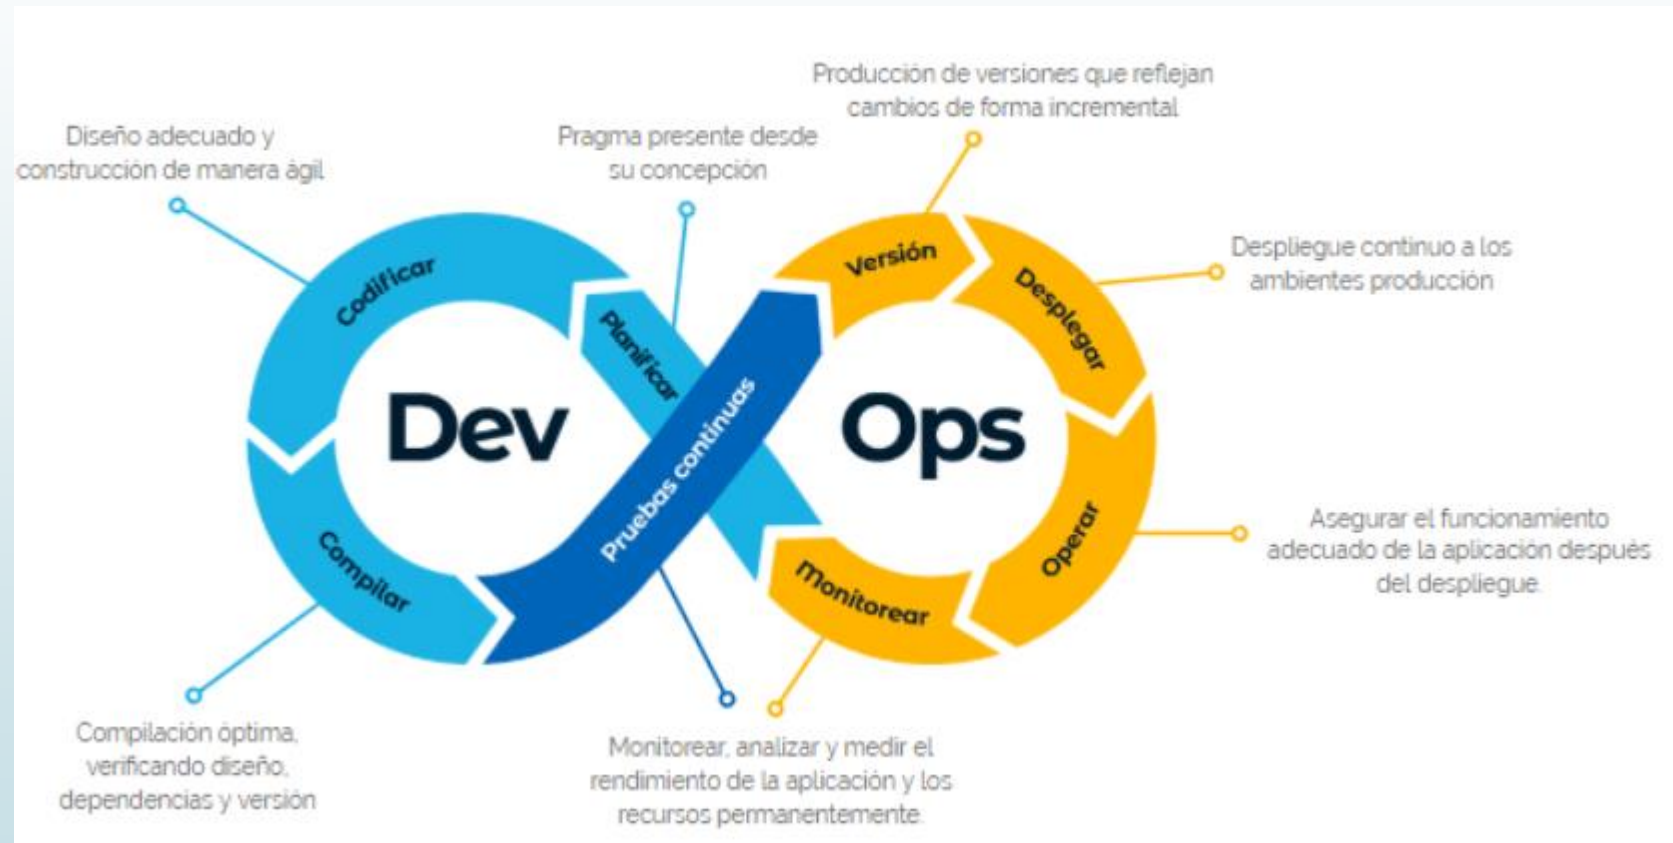 Producción de versiones que reflejan
cambios de forma incremental
Diseño adecuado y
construcción de manera ágil
Pragma presente desde
su concepción
Despliegue continuo a los
ambientes producción
Codificar
Planificar
Versión
Desplegar
Dev
Ops
Pruebas continuas
Compilar
Monitorear
Operar
Asegurar el funcionamiento
adecuado de la aplicación después
del despliegue.
Compilación óptima,
verificando diseño,
dependencias y versión
Monitorear, analizar y medir el
rendimiento de la aplicación y los
recursos permanentemente.